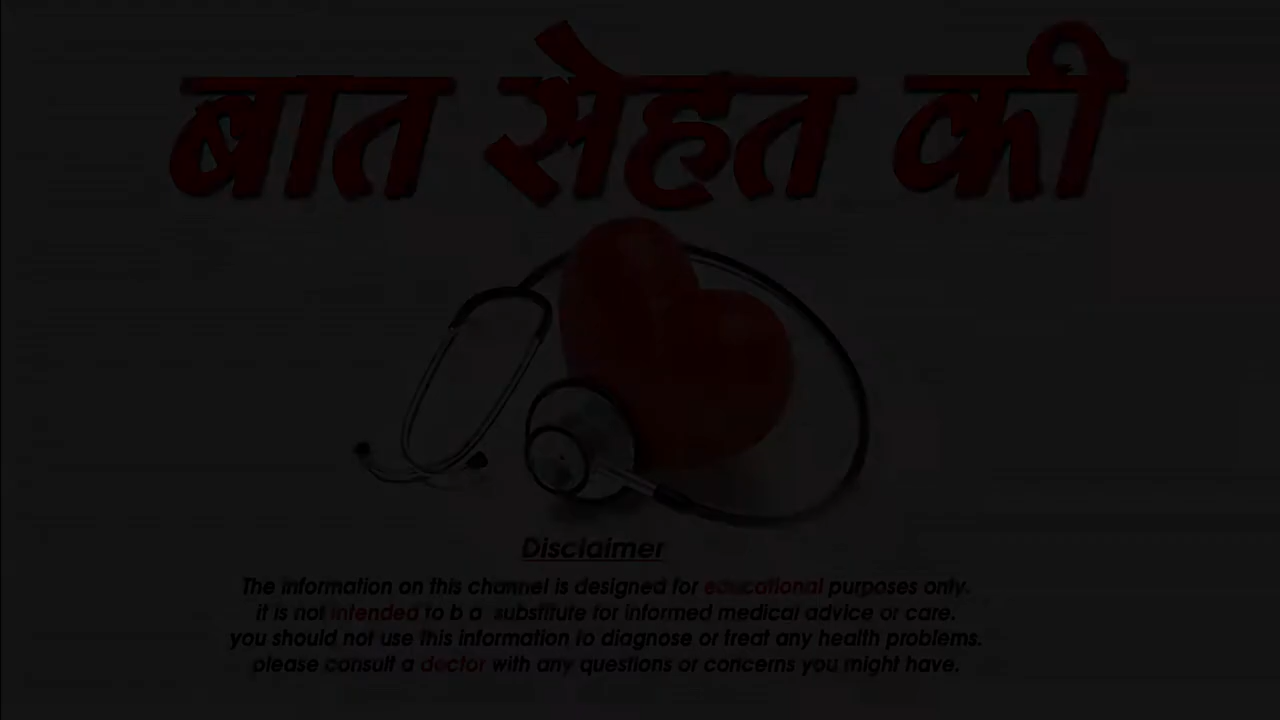 बात सेहत की
Disclaimer
The information on this channel is designed for educational purposes only.
it is not intended to b a substitute for informed medical advice or care.
you should not use this information to diagnose or treat any health problems.
please consult a doctor with any questions or concerns you might have.